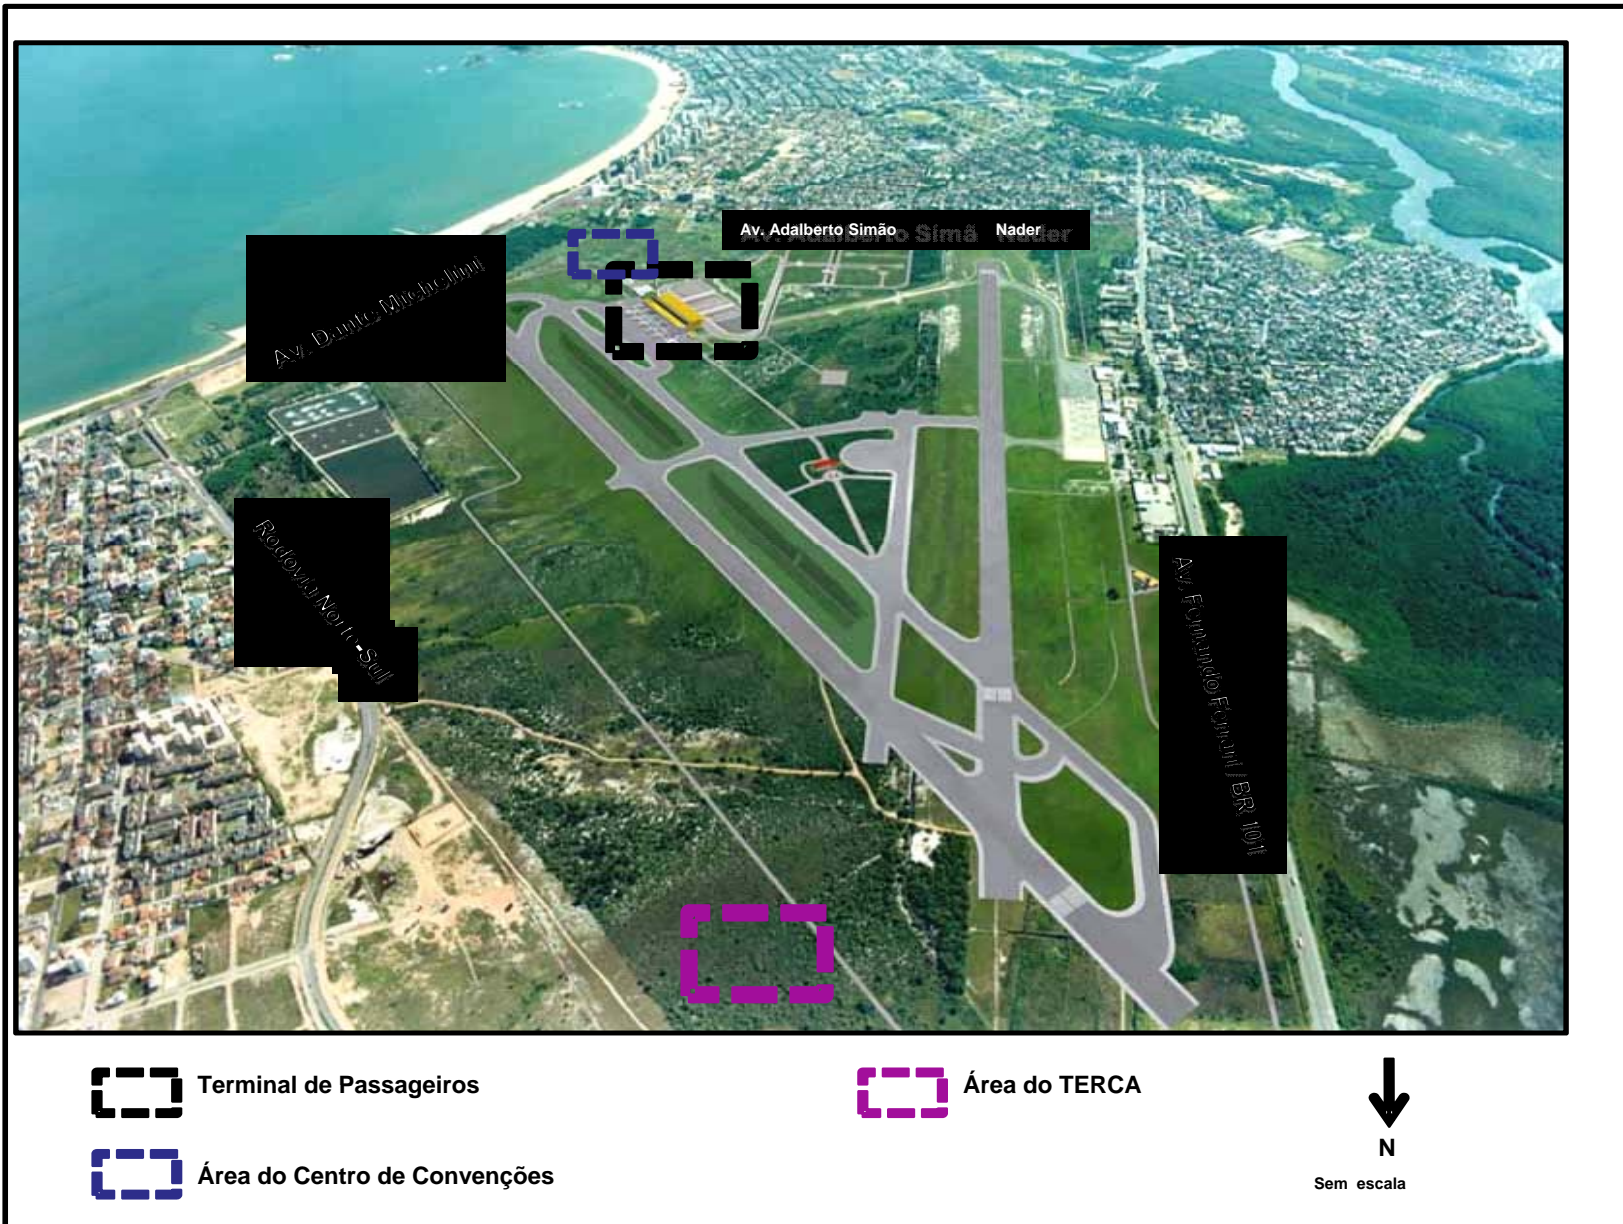 Av. Adalberto Simão Nader
Av. Dante Michelini
Rodovia Norte-Sul
Av. Fernando Ferrari / BR 101
Terminal de Passageiros
Área do TERCA
N
Área do Centro de Convenções
Sem escala